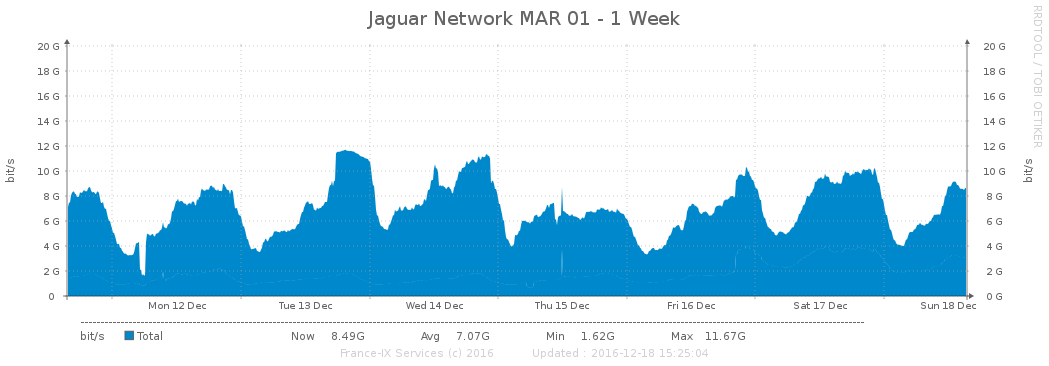 Jaguar Network MAR 01 - 1 Week
RRDTOOL / TOBI OETIKER
20 G 20 G
18 G 18 G
16 G 16 G
14 G 14 G
12 G 12 G
10 G 10 G
8 G 8 G
6 G 6 G
4 G 4 G
2 G 2 G
0 0 G
bit/s bit/s
Mon 12 Dec Tue 13 Dec Wed 14 Dec Thu 15 Dec Fri 16 Dec Sat 17 Dec Sun 18 Dec
bit/s Total Now 8.49G Avg 7.07G Min 1.62G Max 11.67G
France-IX Services (c) 2016 Updated : 2016-12-18 15:25:04